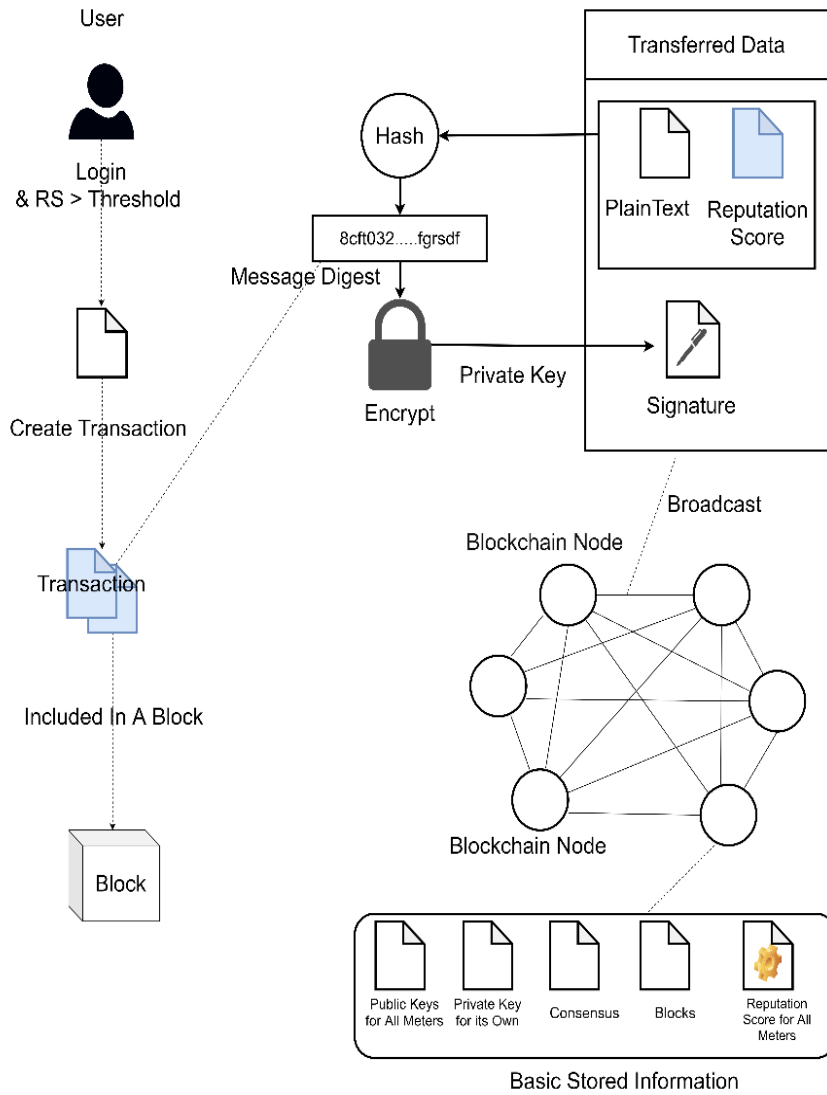 User
Login
& RS > Threshold
Create Transaction
Transaction
Included In A Block
Block
Hash
8cft032.....fgrsdf
Message Digest
Encrypt
Private Key
Transferred Data
PlainText
Reputation
Score
Signature
Broadcast
Blockchain Node
Blockchain Node
Public Keys
for All Meters
Private Key
for its Own
Consensus
Blocks
Reputation
Score for All
Meters
Basic Stored Information